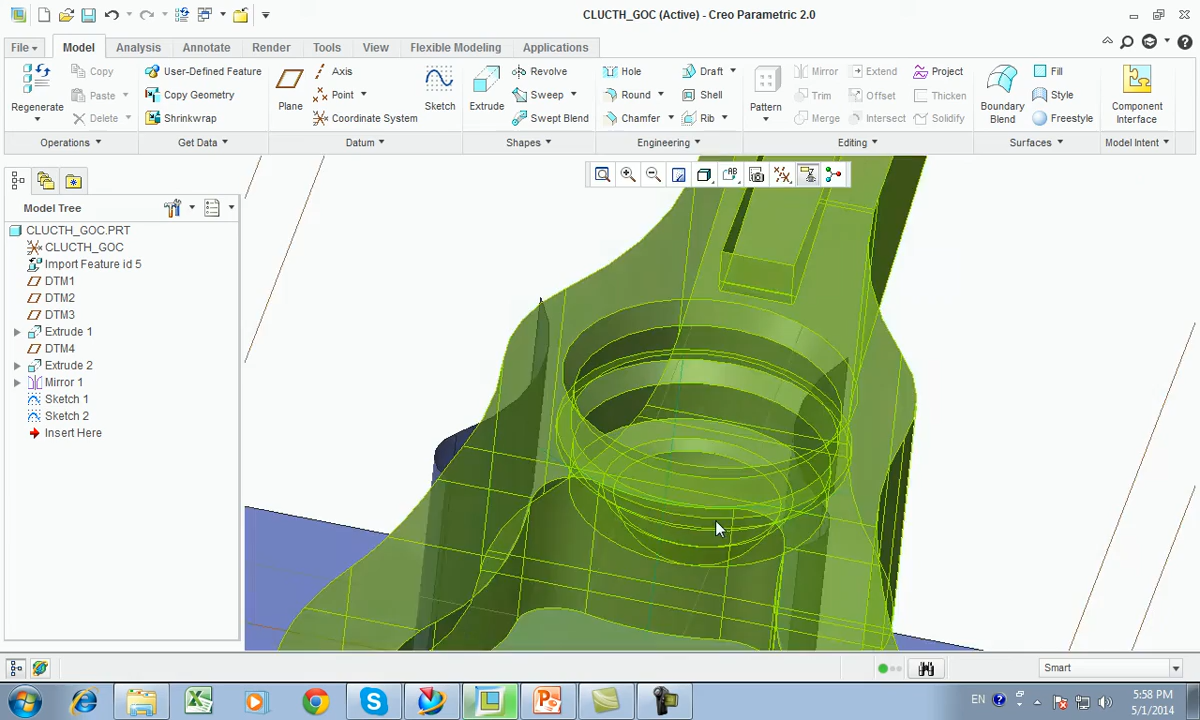 CLUCTH_GOC (Active) - Creo Parametric 2.0
File Model Analysis Annotate Render Tools View Flexible Modeling Applications
Regenerate
Copy
Paste
Delete
User-Defined Feature
Copy Geometry
Shrinkwrap
Plane
Axis
Point
Coordinate System
Sketch
Extrude
Revolve
Sweep
Swept Blend
Hole
Round
Chamfer
Draft
Shell
Rib
Pattern
Mirror
Trim
Merge
Extend
Offset
Intersect
Project
Thicken
Solidify
Boundary
Blend
Fill
Style
Freestyle
Component
Interface
Operations Get Data Datum Shapes Engineering Editing Surfaces Model Intent
Model Tree
CLUCTH_GOC.PRT
CLUCTH_GOC
Import Feature id 5
DTM1
DTM2
DTM3
Extrude 1
DTM4
Extrude 2
Mirror 1
Sketch 1
Sketch 2
Insert Here
Smart
EN
5:58 PM
5/1/2014